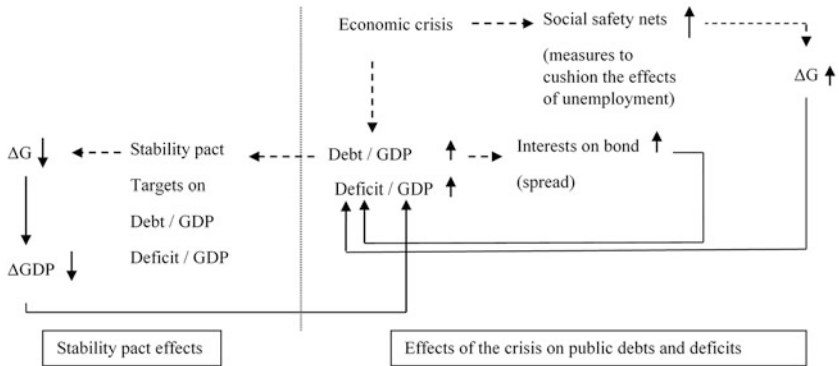 Economic crisis
Social safety nets
(measures to
cushion the effects
of unemployment)
ΔG
ΔG
Stability pact
Targets on
Debt / GDP
Deficit / GDP
Debt / GDP
Deficit / GDP
Interests on bond
(spread)
ΔGDP
Stability pact effects
Effects of the crisis on public debts and deficits